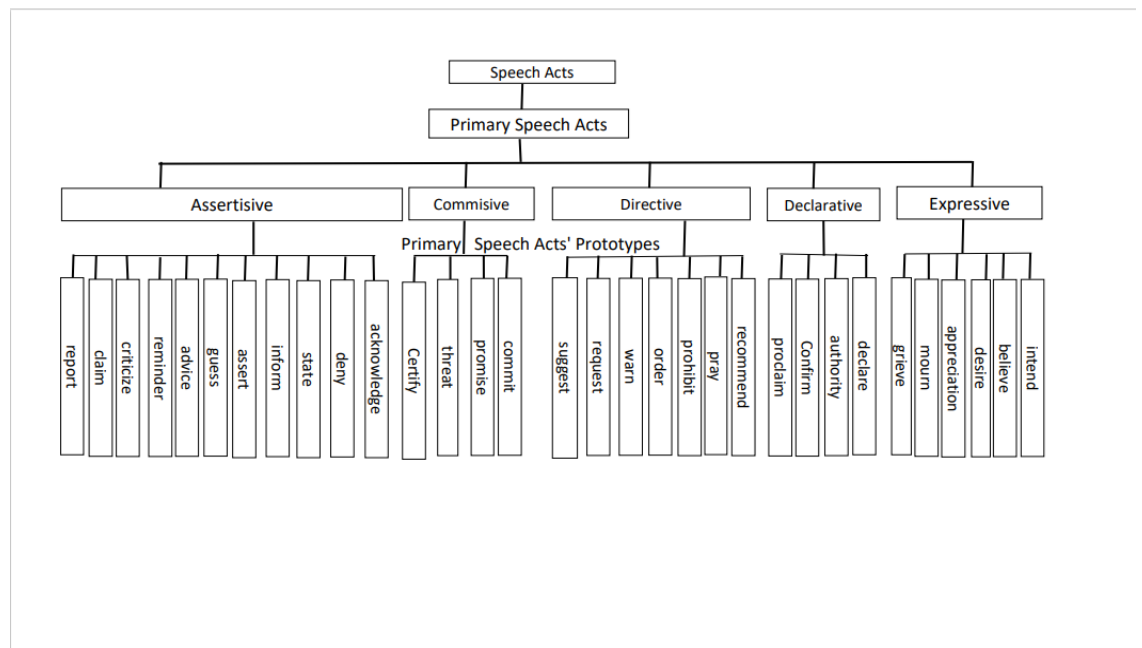 Speech Acts
Primary Speech Acts
Assertisive
Commisive
Directive
Declarative
Expressive
Primary Speech Acts' Prototypes
report
claim
criticize
reminder
advice
guess
assert
inform
state
deny
acknowledge
Certify
threat
promise
commit
suggest
request
warn
order
prohibit
pray
recommend
proclaim
Confirm
authority
declare
grieve
mourn
appreciation
desire
believe
intend